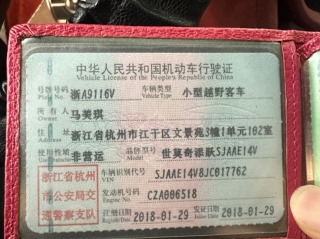 中华人民共和国机动车行驶证
Vehicle License of the People's Republic of China
号牌号码 浙A9116V 车辆类型 小型越野客车
Plate No. Vehicle Type
所有人 马美琪
Owner
住址 浙江省杭州市江干区文景苑3幢1单元102室
Address
使用性质 非营运 品牌型号 世莫奇添跃SJAAE14V
浙江省杭州市公安局交通警察支队
车辆识别代号 SJAAE14V8JC017762
VIN
发动机号码 CZA006518
Engine No.
注册日期 2018-01-29 发证日期 2018-01-29
Register Date Issue Date